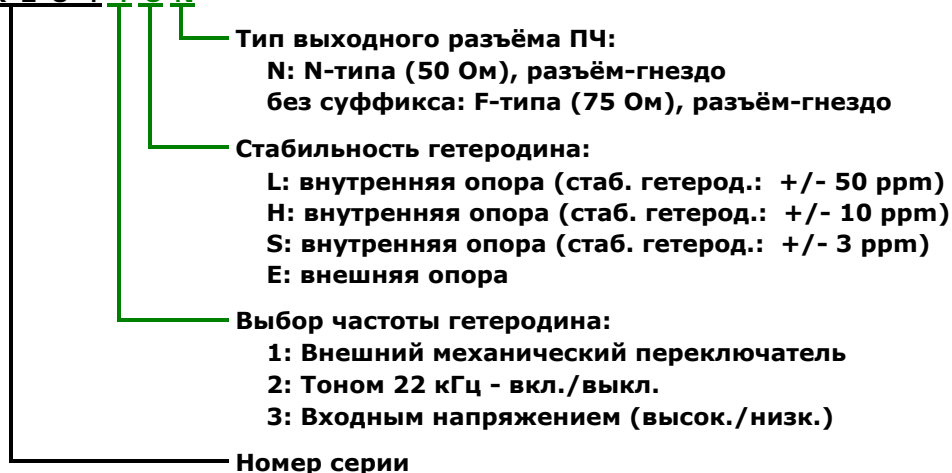 Тип выходного разъёма ПЧ:
N: N-типа (50 Ом), разъём-гнездо
без суффикса: F-типа (75 Ом), разъём-гнездо
Стабильность гетеродина:
L: внутренняя опора (стаб. гетерод.: +/- 50 ppm)
H: внутренняя опора (стаб. гетерод.: +/- 10 ppm)
S: внутренняя опора (стаб. гетерод.: +/- 3 ppm)
E: внешняя опора
Выбор частоты гетеродина:
1: Внешний механический переключатель
2: Тоном 22 кГц - вкл./выкл.
3: Входным напряжением (высок./низк.)
Номер серии